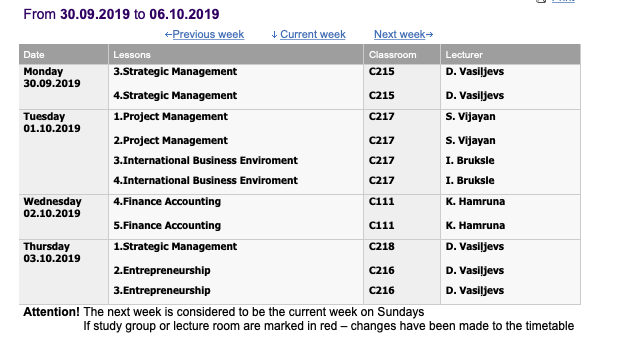 Print
From 30.09.2019 to 06.10.2019
←Previous week ↓ Current week Next week→
Date Lessons Classroom Lecturer
Monday 3.Strategic Management C215 D. Vasiļjevs
30.09.2019
4.Strategic Management C215 D. Vasiļjevs
Tuesday 1.Project Management C217 S. Vijayan
01.10.2019
2.Project Management C217 S. Vijayan
3.International Business Enviroment C217 I. Bruksle
4.International Business Enviroment C217 I. Bruksle
Wednesday 4.Finance Accounting C111 K. Hamruna
02.10.2019
5.Finance Accounting C111 K. Hamruna
Thursday 1.Strategic Management C218 D. Vasiļjevs
03.10.2019
2.Entrepreneurship C216 D. Vasiļjevs
3.Entrepreneurship C216 D. Vasiļjevs
Attention! The next week is considered to be the current week on Sundays
If study group or lecture room are marked in red – changes have been made to the timetable